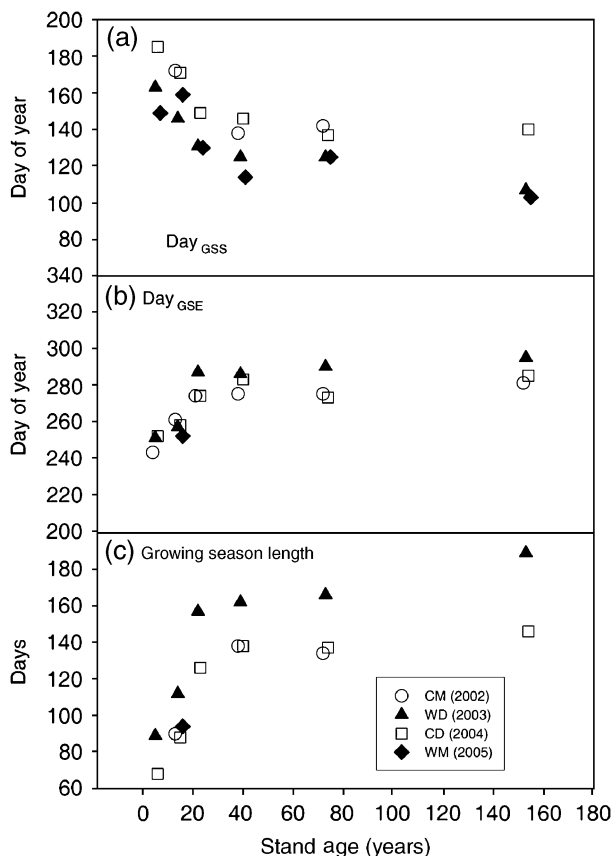 (a)
200
180
160
140
120
100
80
Day of year
Day GSS
(b) Day GSE
340
320
300
280
260
240
220
200
Day of year
(c) Growing season length
180
160
140
120
100
80
60
Days
CM (2002)
WD (2003)
CD (2004)
WM (2005)
0 20 40 60 80 100 120 140 160 180
Stand age (years)